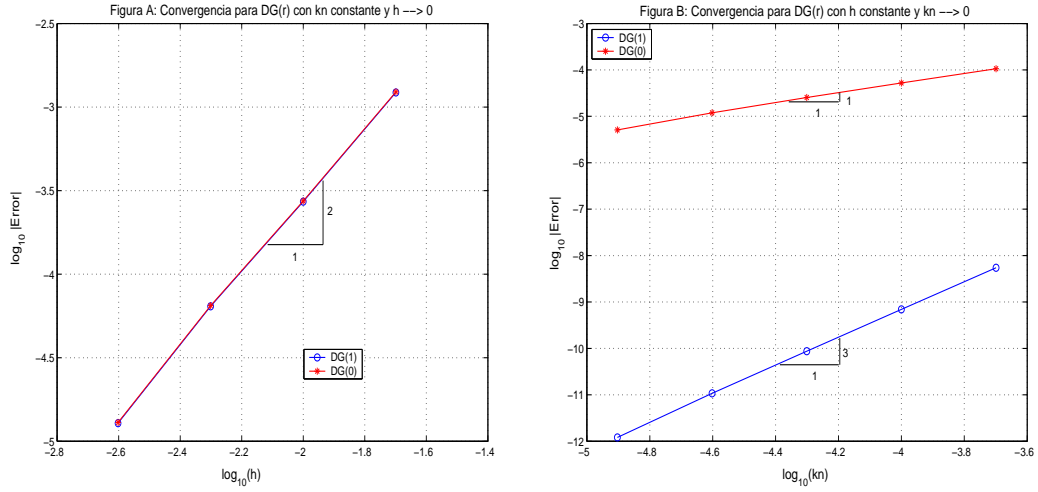 Figura A: Convergencia para DG(r) con kn constante y h −−> 0
−2.5
−3
−3.5
−4
−4.5
−5
log10 |Error|
2
1
DG(1)
DG(0)
−2.8 −2.6 −2.4 −2.2 −2 −1.8 −1.6 −1.4
log10(h)
Figura B: Convergencia para DG(r) con h constante y kn −−> 0
DG(1)
DG(0)
−3
−4
−5
−6
−7
−8
−9
−10
−11
−12
log10 |Error|
1
1
3
1
−5 −4.8 −4.6 −4.4 −4.2 −4 −3.8 −3.6
log10(kn)